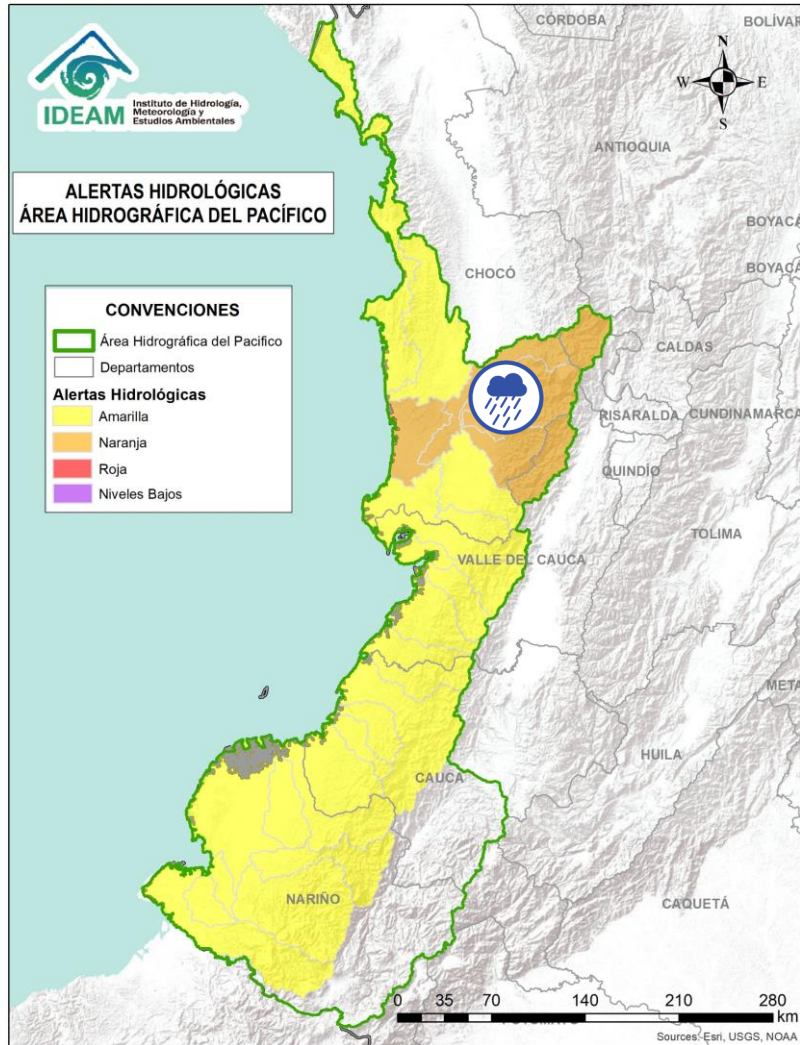 CÓRDOBA
BOLÍVAR
N
W
E
S
IDEAM
Instituto de Hidrología,
Meteorología y
Estudios Ambientales
ANTIOQUIA
ALERTAS HIDROLÓGICAS
ÁREA HIDROGRÁFICA DEL PACÍFICO
BOYACÁ
BOYACÁ
CHOCÓ
CONVENCIONES
Área Hidrográfica del Pacifico
Departamentos
Alertas Hidrológicas
Amarilla
Naranja
Roja
Niveles Bajos
CALDAS
RISARALDA
CUNDINAMARCA
QUINDÍO
TOLIMA
VALLE DEL CAUCA
META
HUILA
CAUCA
NARIÑO
CAQUETÁ
0 35 70 140 210 280
km
Sources: Esri, USGS, NOAA